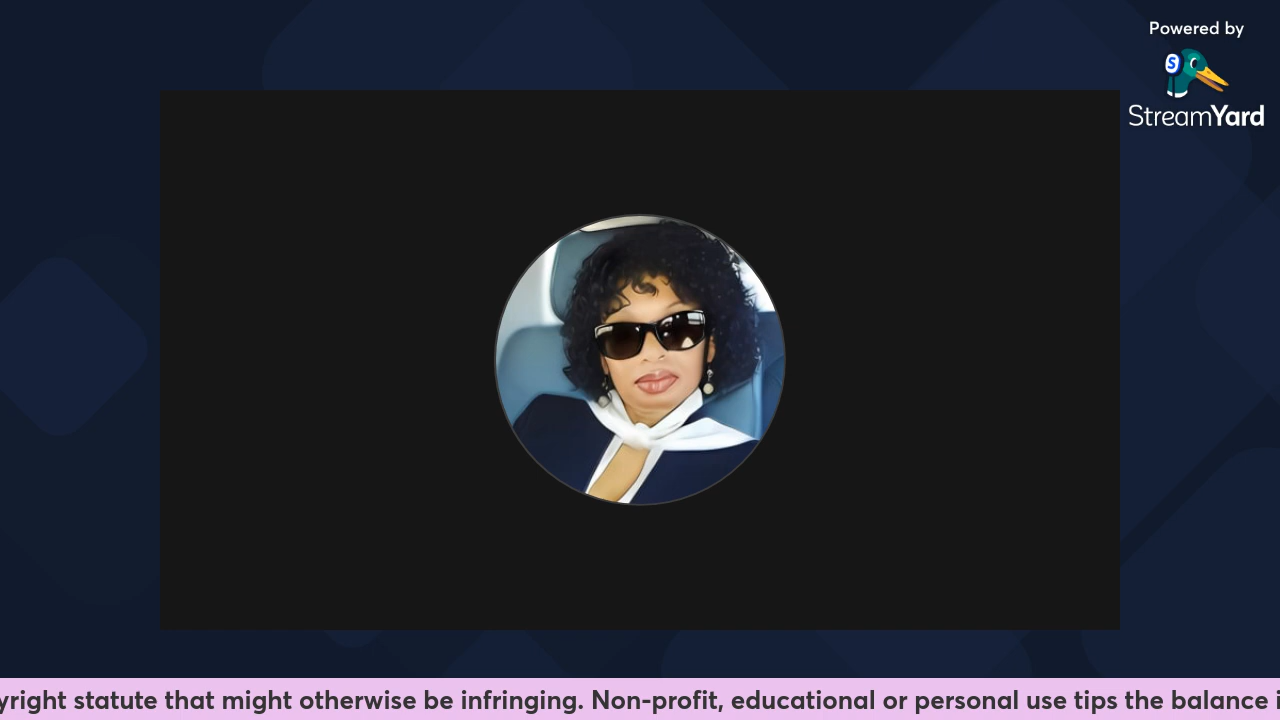 Powered by
S
StreamYard
yright statute that might otherwise be infringing. Non-profit, educational or personal use tips the balance i